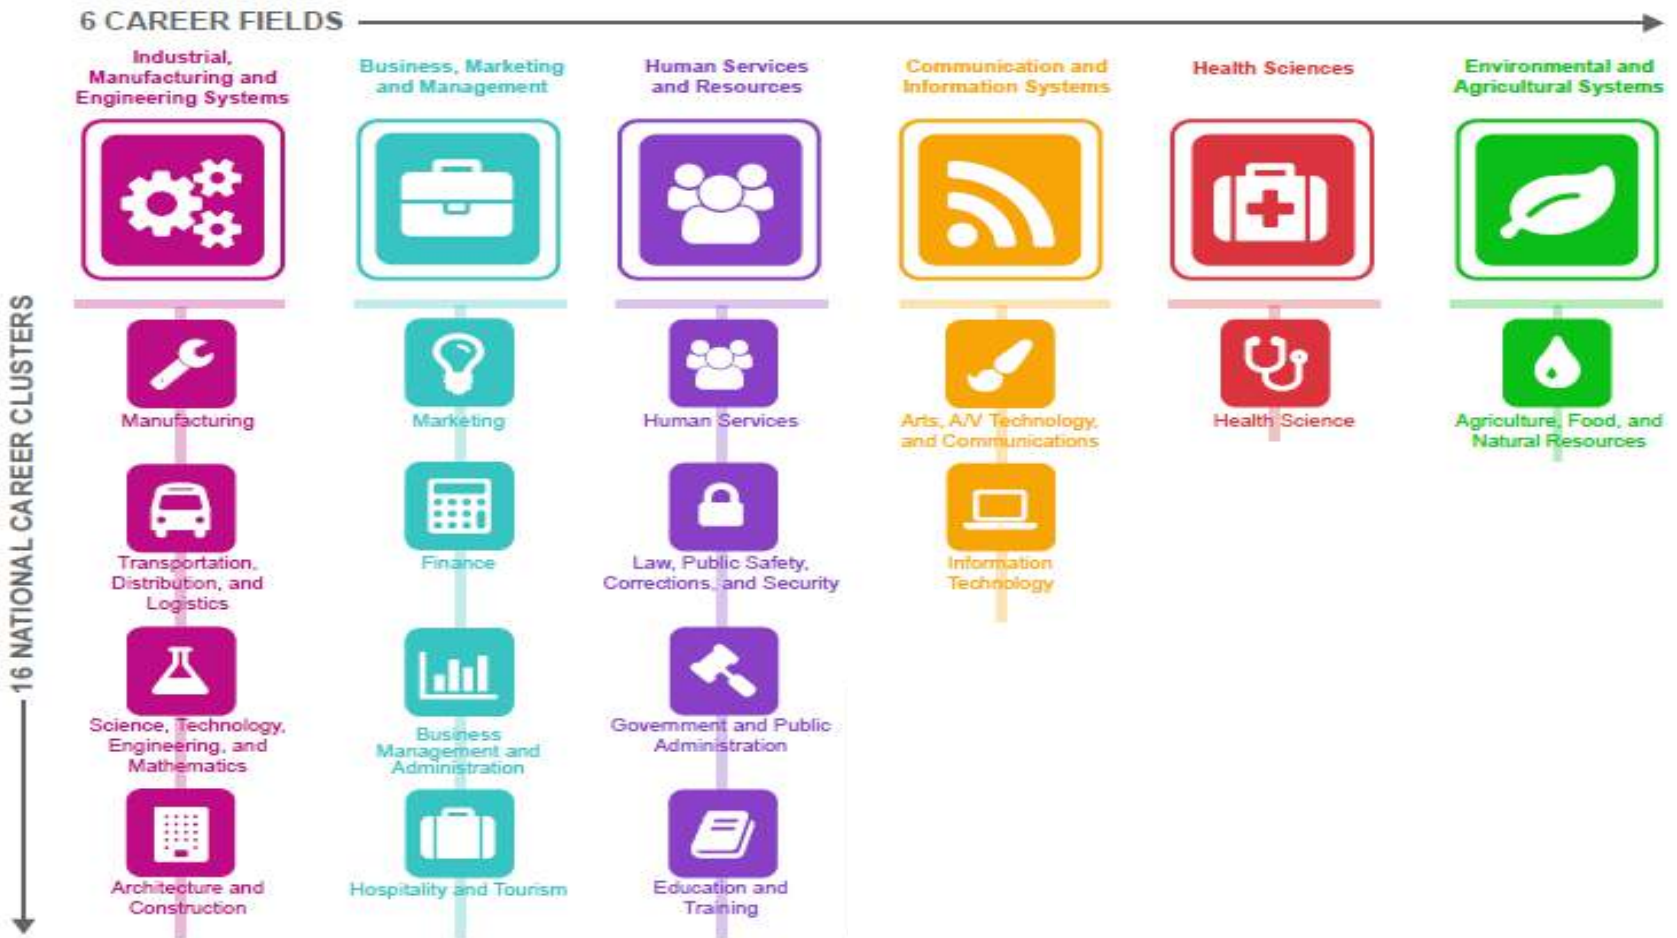 6 CAREER FIELDS
Industrial,
Manufacturing and
Engineering Systems
Business, Marketing
and Management
Human Services
and Resources
Communication and
Information Systems
Health Sciences
Environmental and
Agricultural Systems
16 NATIONAL CAREER CLUSTERS
Manufacturing
Transportation,
Distribution, and
Logistics
Science, Technology,
Engineering, and
Mathematics
Architecture and
Construction
Marketing
Finance
Business
Management and
Administration
Hospitality and Tourism
Human Services
Law, Public Safety,
Corrections, and Security
Government and Public
Administration
Education and
Training
Arts, A/V Technology,
and Communications
Information
Technology
Health Science
Agriculture, Food, and
Natural Resources